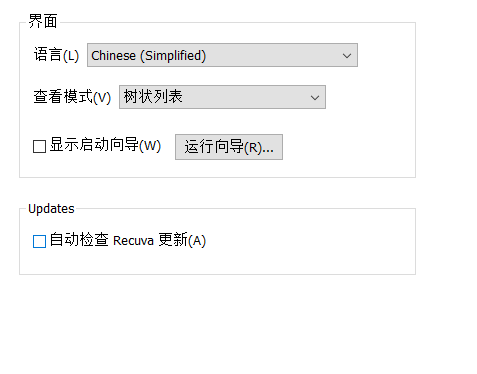 界面
语言(L) Chinese (Simplified)
查看模式(V) 树状列表
显示启动向导(W) 运行向导(R)...
Updates
自动检查 Recuva 更新(A)